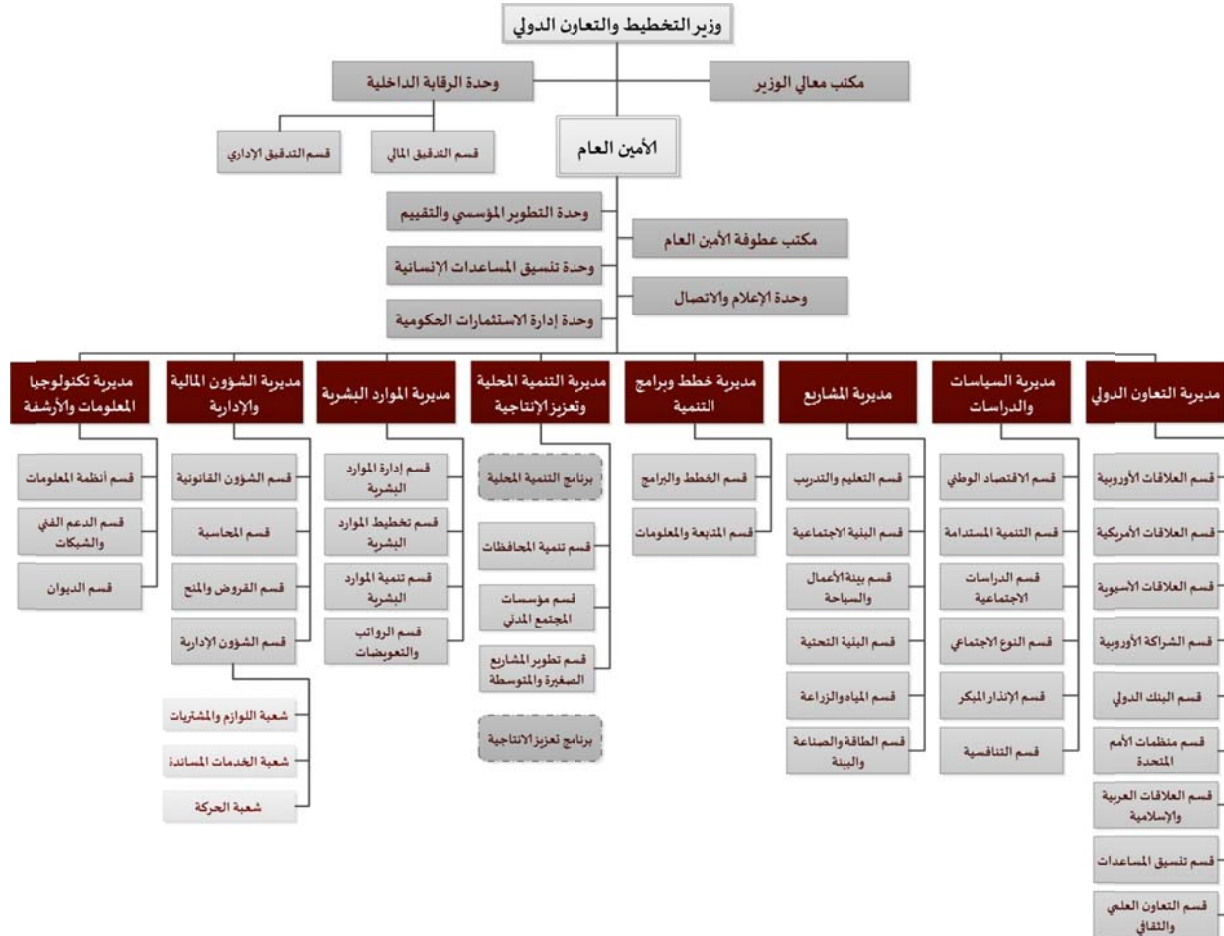 وزير التخطيط والتعاون الدولي
مكتب معالي الوزير
وحدة الرقابة الداخلية
قسم التدقيق المالي
قسم التدقيق الإداري
الأمين العام
وحدة التطوير المؤسسي والتقييم
مكتب عطوفة الأمين العام
وحدة تنسيق المساعدات الإنسانية
وحدة الإعلام والاتصال
وحدة إدارة الاستثمارات الحكومية
مديرية التعاون الدولي
قسم العلاقات الأوروبية
قسم العلاقات الأمريكية
قسم العلاقات الآسيوية
قسم الشراكة الأوروبية
قسم البنك الدولي
قسم منظمات الأمم
المتحدة
قسم العلاقات العربية
والإسلامية
قسم تنسيق المساعدات
قسم التعاون العلمي
والثقافي
مديرية السياسات
والدراسات
قسم الاقتصاد الوطني
قسم التنمية المستدامة
قسم الدراسات
الاجتماعية
قسم النوع الاجتماعي
قسم الإنذار المبكر
قسم التنافسية
مديرية المشاريع
قسم التعليم والتدريب
قسم البنية الاجتماعية
قسم بيئة الأعمال
والسياحة
قسم البنية التحتية
قسم المياه والزراعة
قسم الطاقة والصناعة
والبيئة
مديرية خطط وبرامج
التنمية
قسم الخطط والبرامج
قسم المتابعة والمعلومات
مديرية التنمية المحلية
وتعزيز الإنتاجية
برنامج التنمية المحلية
قسم تنمية المحافظات
قسم مؤسسات
المجتمع المدني
قسم تطوير المشاريع
الصغيرة والمتوسطة
برنامج تعزيز الانتاجية
مديرية الموارد البشرية
قسم إدارة الموارد
البشرية
قسم تخطيط الموارد
البشرية
قسم تنمية الموارد
البشرية
قسم الرواتب
والتعويضات
مديرية الشؤون المالية
والإدارية
قسم الشؤون القانونية
قسم المحاسبة
قسم القروض والمنح
قسم الشؤون الإدارية
شعبة اللوازم والمشتريات
شعبة الخدمات المساندة
شعبة الحركة
مديرية تكنولوجيا
المعلومات والأرشفة
قسم أنظمة المعلومات
قسم الدعم الفني
والشبكات
قسم الديوان